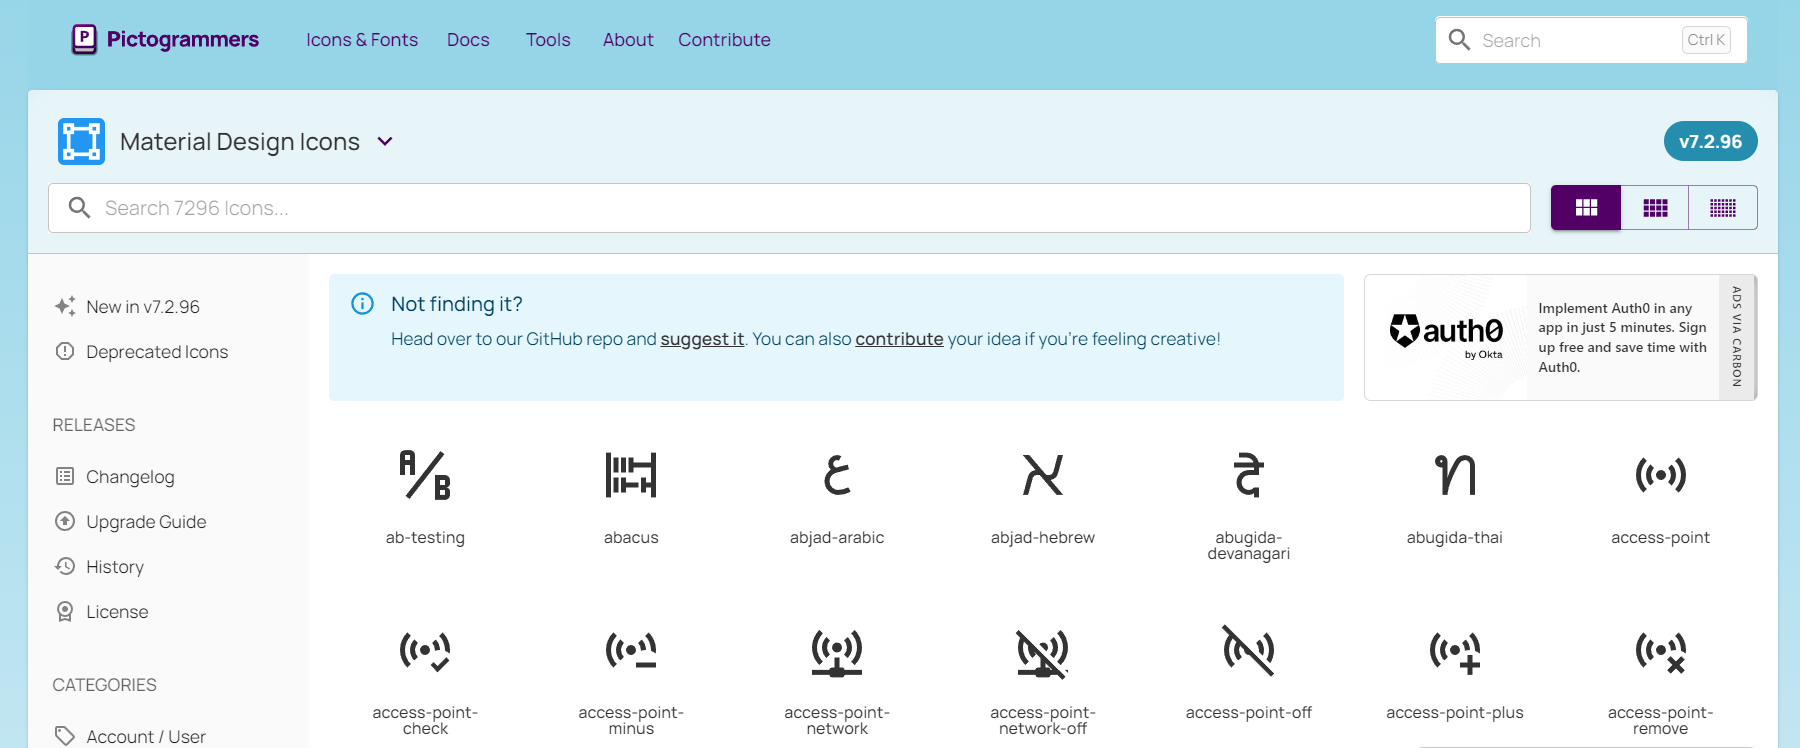 Pictogrammers
Icons & Fonts
Docs
Tools
About
Contribute
Search
Ctrl K
Material Design Icons
v7.2.96
Search 7296 Icons...
New in v7.2.96
Deprecated Icons
RELEASES
Changelog
Upgrade Guide
History
License
CATEGORIES
Account / User
Not finding it?
Head over to our GitHub repo and suggest it. You can also contribute your idea if you're feeling creative!
auth0
by Okta
Implement Auth0 in any
app in just 5 minutes. Sign
up free and save time with
Auth0.
ADS VIA CARBON
A/B
ع
א
द
ท
ab-testing
abacus
abjad-arabic
abjad-hebrew
abugida-
devanagari
abugida-thai
access-point
access-point-
check
access-point-
minus
access-point-
network
access-point-
network-off
access-point-off
access-point-plus
access-point-
remove